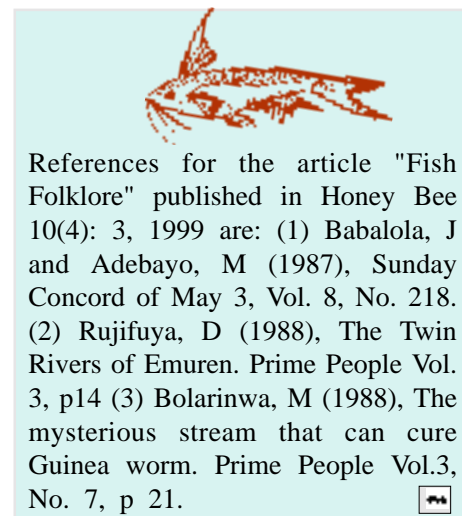 References for the article "Fish
Folklore" published in Honey Bee
10(4): 3, 1999 are: (1) Babalola, J
and Adebayo, M (1987), Sunday
Concord of May 3, Vol. 8, No. 218.
(2) Rujifuya, D (1988), The Twin
Rivers of Emuren. Prime People Vol.
3, p14 (3) Bolarinwa, M (1988), The
mysterious stream that can cure
Guinea worm. Prime People Vol.3,
No. 7, p 21.